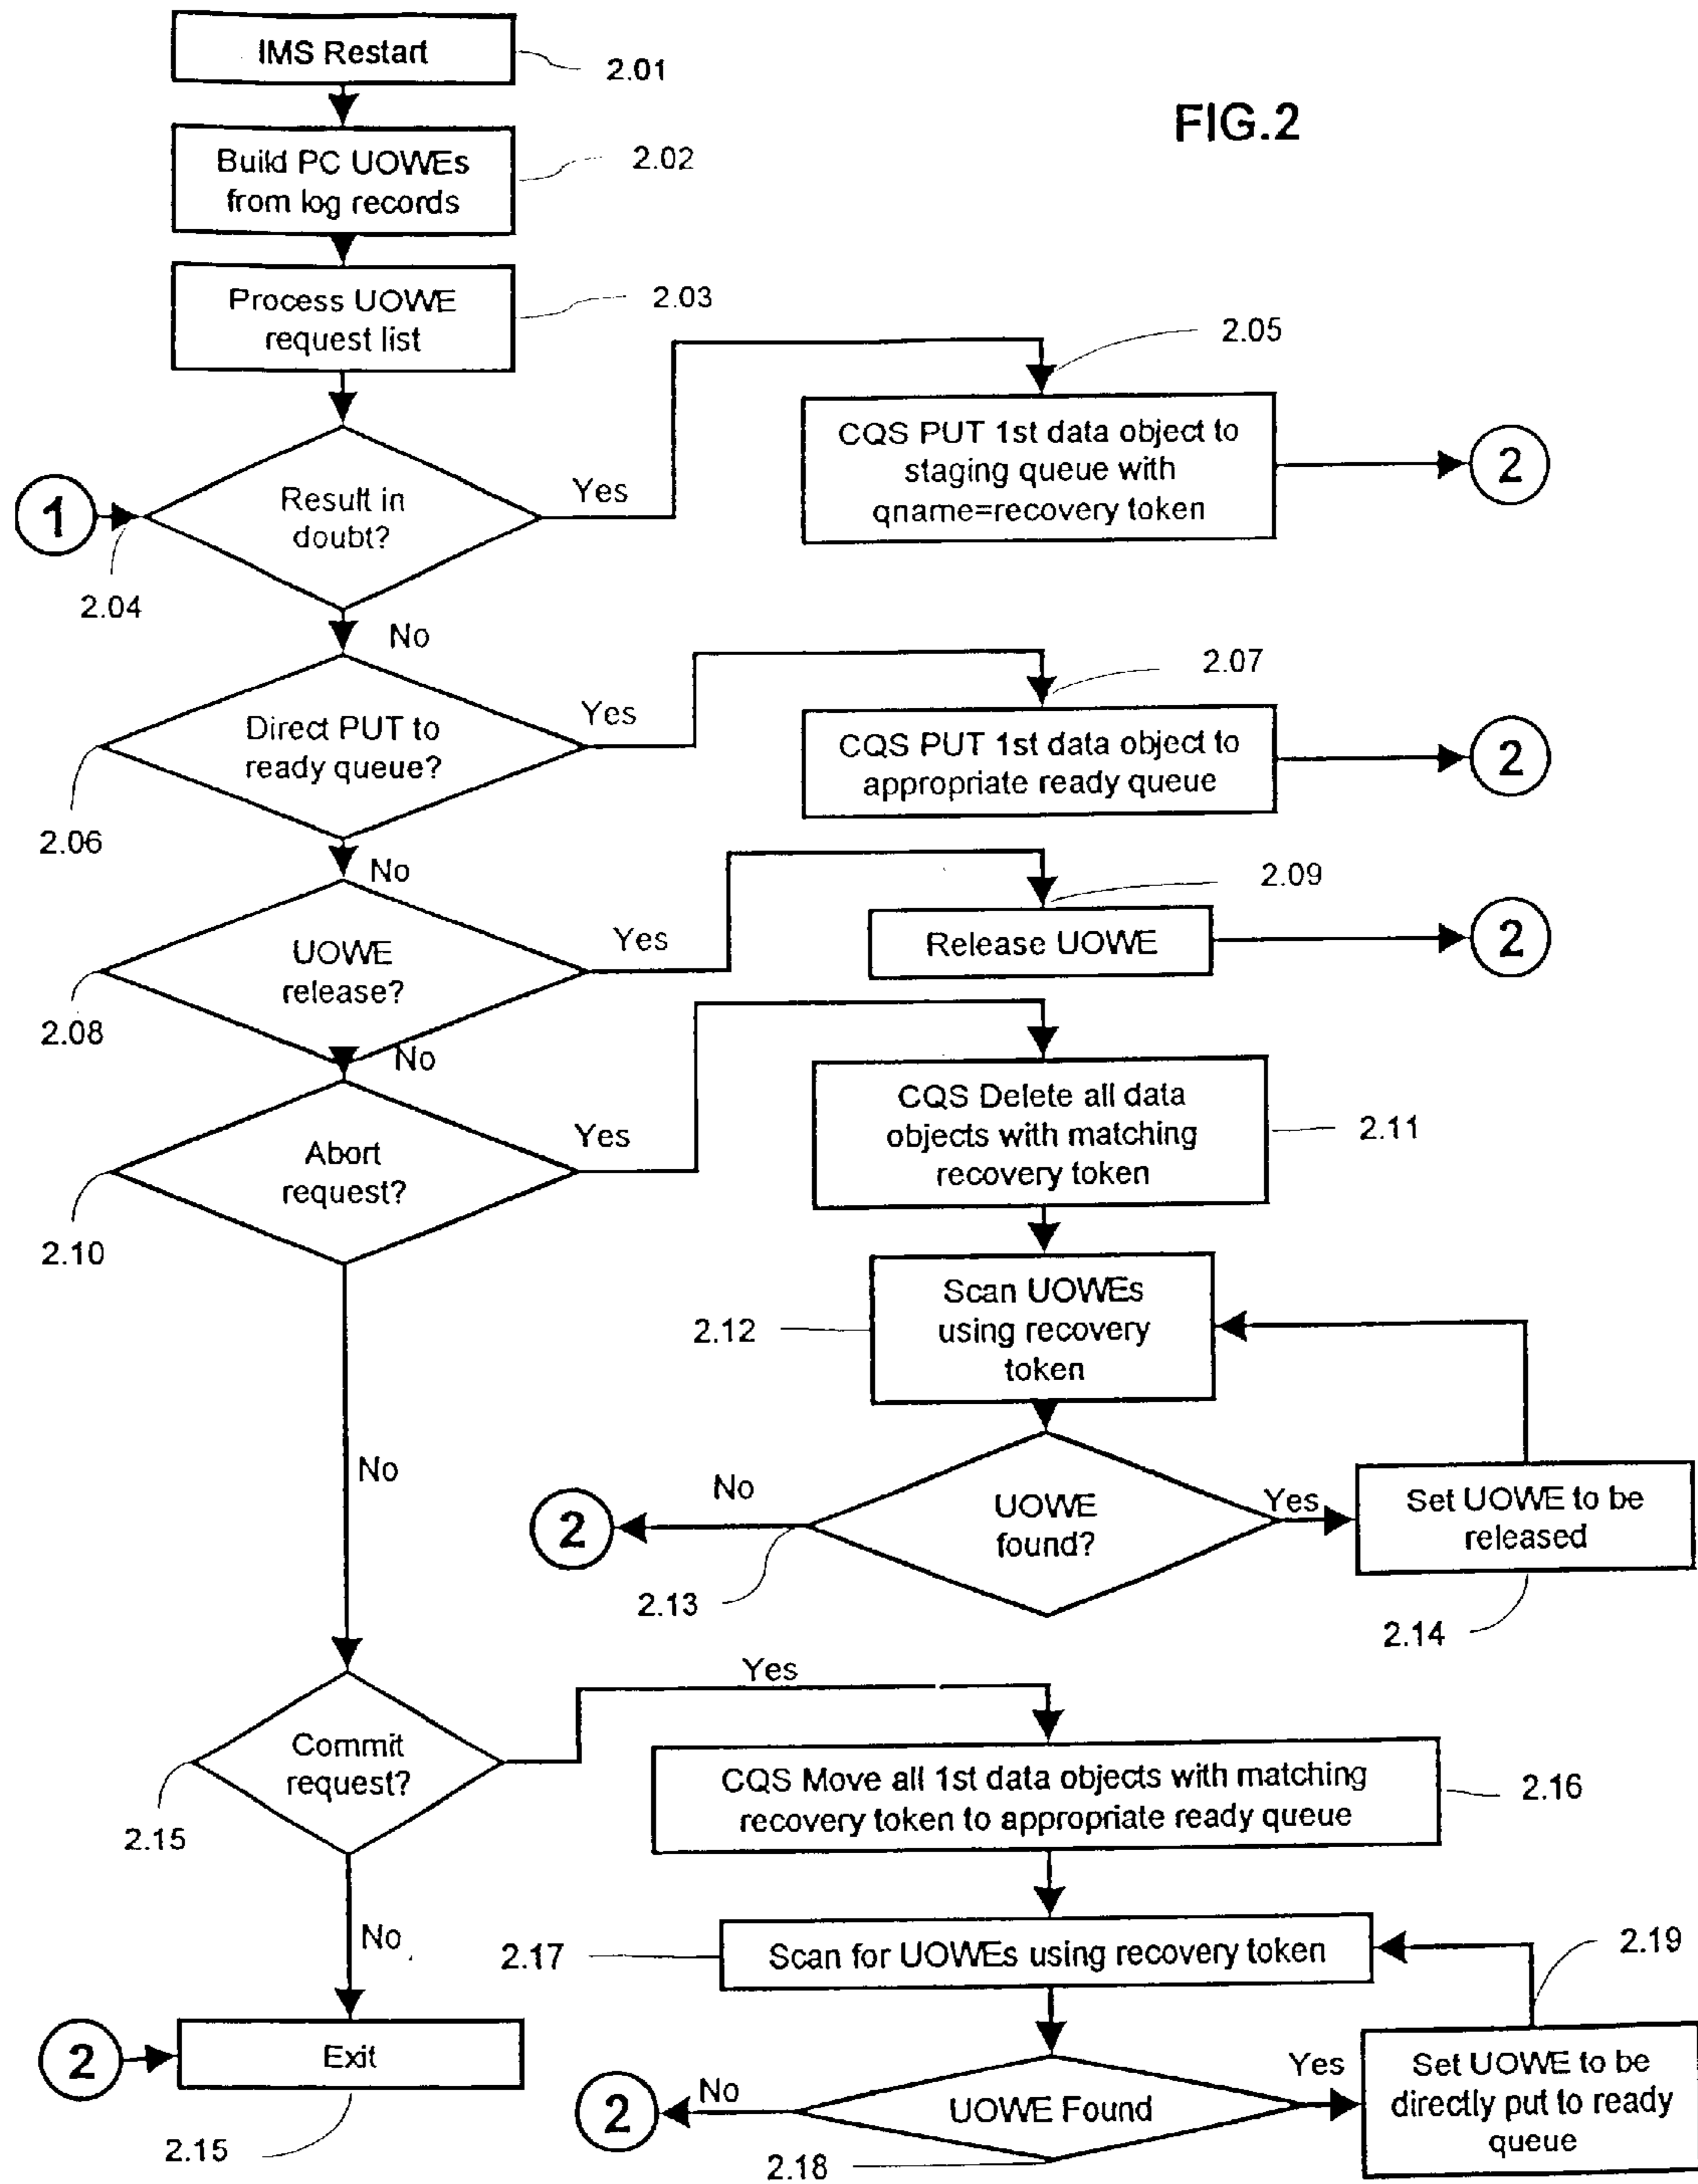 FIG.2
IMS Restart
2.01
Build PC UOWEs
from log records
2.02
Process UOWE
request list
2.03
1
Result in
doubt?
2.04
Yes
No
2.05
CQS PUT 1st data object to
staging queue with
qname=recovery token
2
Direct PUT to
ready queue?
2.06
Yes
No
2.07
CQS PUT 1st data object to
appropriate ready queue
2
UOWE
release?
2.08
Yes
No
2.09
Release UOWE
2
Abort
request?
2.10
Yes
No
CQS Delete all data
objects with matching
recovery token
2.11
Scan UOWEs
using recovery
token
2.12
UOWE
found?
2.13
No
2
Yes
Set UOWE to be
released
2.14
Commit
request?
2.15
Yes
No
CQS Move all 1st data objects with matching
recovery token to appropriate ready queue
2.16
Scan for UOWEs using recovery token
2.17
2.19
UOWE Found
2.18
No
2
Yes
Set UOWE to be
directly put to ready
queue
2
Exit
2.15